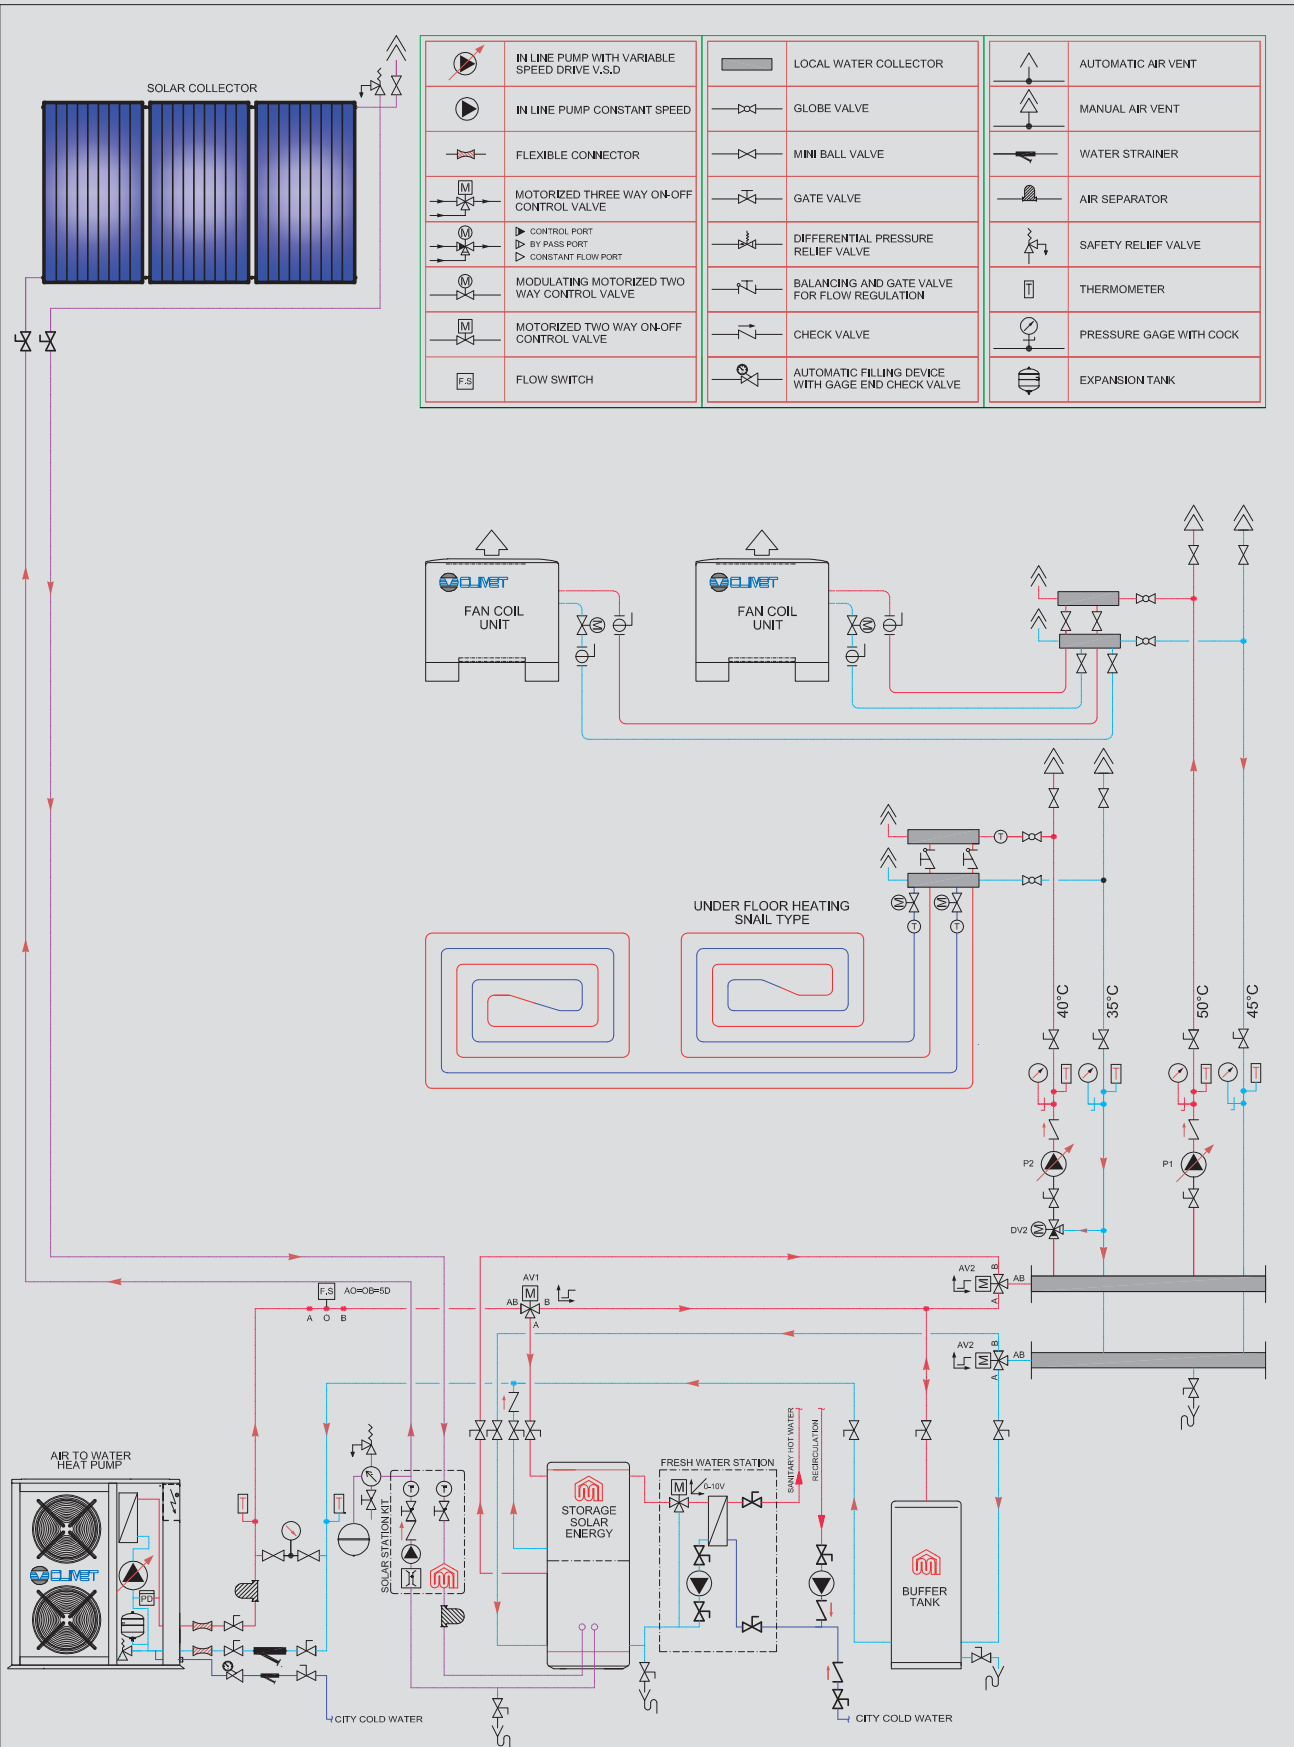 SOLAR COLLECTOR
IN LINE PUMP WITH VARIABLE
SPEED DRIVE V.S.D
IN LINE PUMP CONSTANT SPEED
FLEXIBLE CONNECTOR
M
MOTORIZED THREE WAY ON-OFF
CONTROL VALVE
M
CONTROL PORT
BY PASS PORT
CONSTANT FLOW PORT
M
MODULATING MOTORIZED TWO
WAY CONTROL VALVE
M
MOTORIZED TWO WAY ON-OFF
CONTROL VALVE
F.S
FLOW SWITCH
LOCAL WATER COLLECTOR
GLOBE VALVE
MINI BALL VALVE
GATE VALVE
DIFFERENTIAL PRESSURE
RELIEF VALVE
BALANCING AND GATE VALVE
FOR FLOW REGULATION
CHECK VALVE
AUTOMATIC FILLING DEVICE
WITH GAGE END CHECK VALVE
AUTOMATIC AIR VENT
MANUAL AIR VENT
WATER STRAINER
AIR SEPARATOR
SAFETY RELIEF VALVE
T
THERMOMETER
PRESSURE GAGE WITH COCK
EXPANSION TANK
CLIVET
FAN COIL
UNIT
M
CLIVET
FAN COIL
UNIT
M
T
UNDER FLOOR HEATING
SNAIL TYPE
M
M
T
T
40°C
35°C
50°C
45°C
T
T
T
T
P2
P1
DV2
M
AV2
M
B
A
AB
AV1
M
AB
B
A
F.S
AO=OB=5D
A
O
B
AV2
M
B
A
AB
AIR TO WATER
HEAT PUMP
CLIVET
PD
T
T
SOLAR STATION KIT
STORAGE
SOLAR
ENERGY
FRESH WATER STATION
M
0-10V
SANITARY HOT WATER
RECIRCULATION
BUFFER
TANK
CITY COLD WATER
CITY COLD WATER